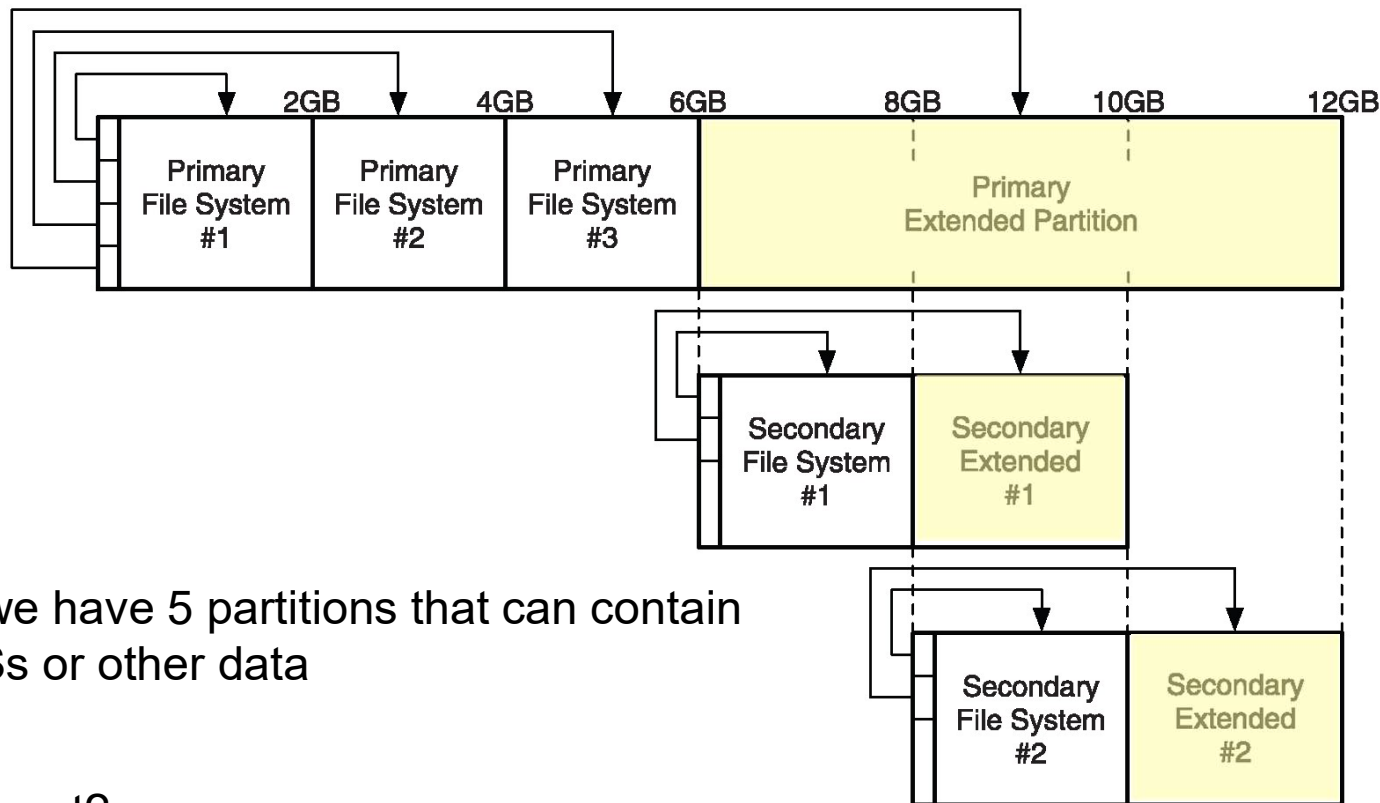 2GB 4GB 6GB 8GB 10GB 12GB
Primary
File System
#1
Primary
File System
#2
Primary
File System
#3
Primary
Extended Partition
Secondary
File System
#1
Secondary
Extended
#1
we have 5 partitions that can contain
or other data
Secondary
File System
#2
Secondary
Extended
#2